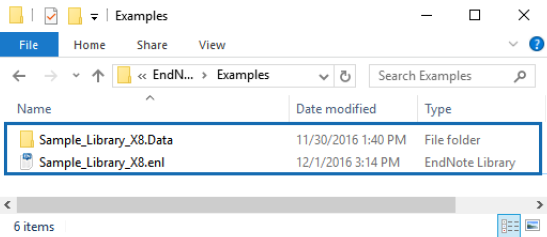 Examples
File Home Share View
« EndN... > Examples Search Examples
Name Date modified Type
Sample_Library_X8.Data 11/30/2016 1:40 PM File folder
Sample_Library_X8.enl 12/1/2016 3:14 PM EndNote Library
6 items